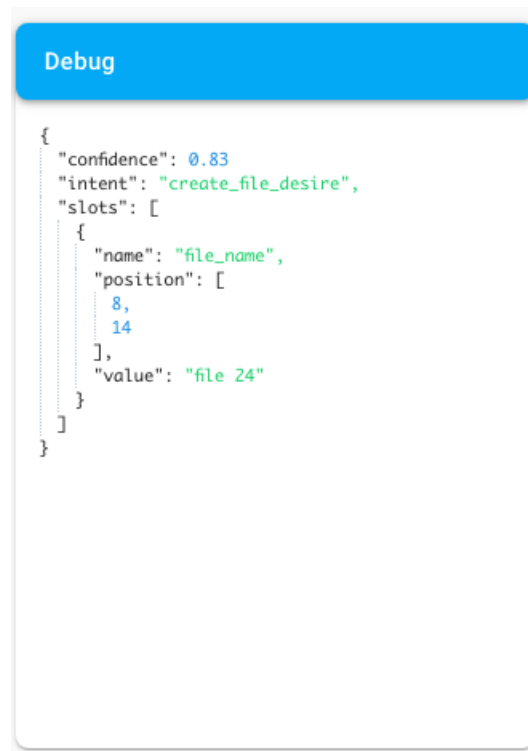 Debug
{
"confidence": 0.83
"intent": "create_file_desire",
"slots": [
{
"name": "file_name",
"position": [
8,
14
],
"value": "file 24"
}
]
}